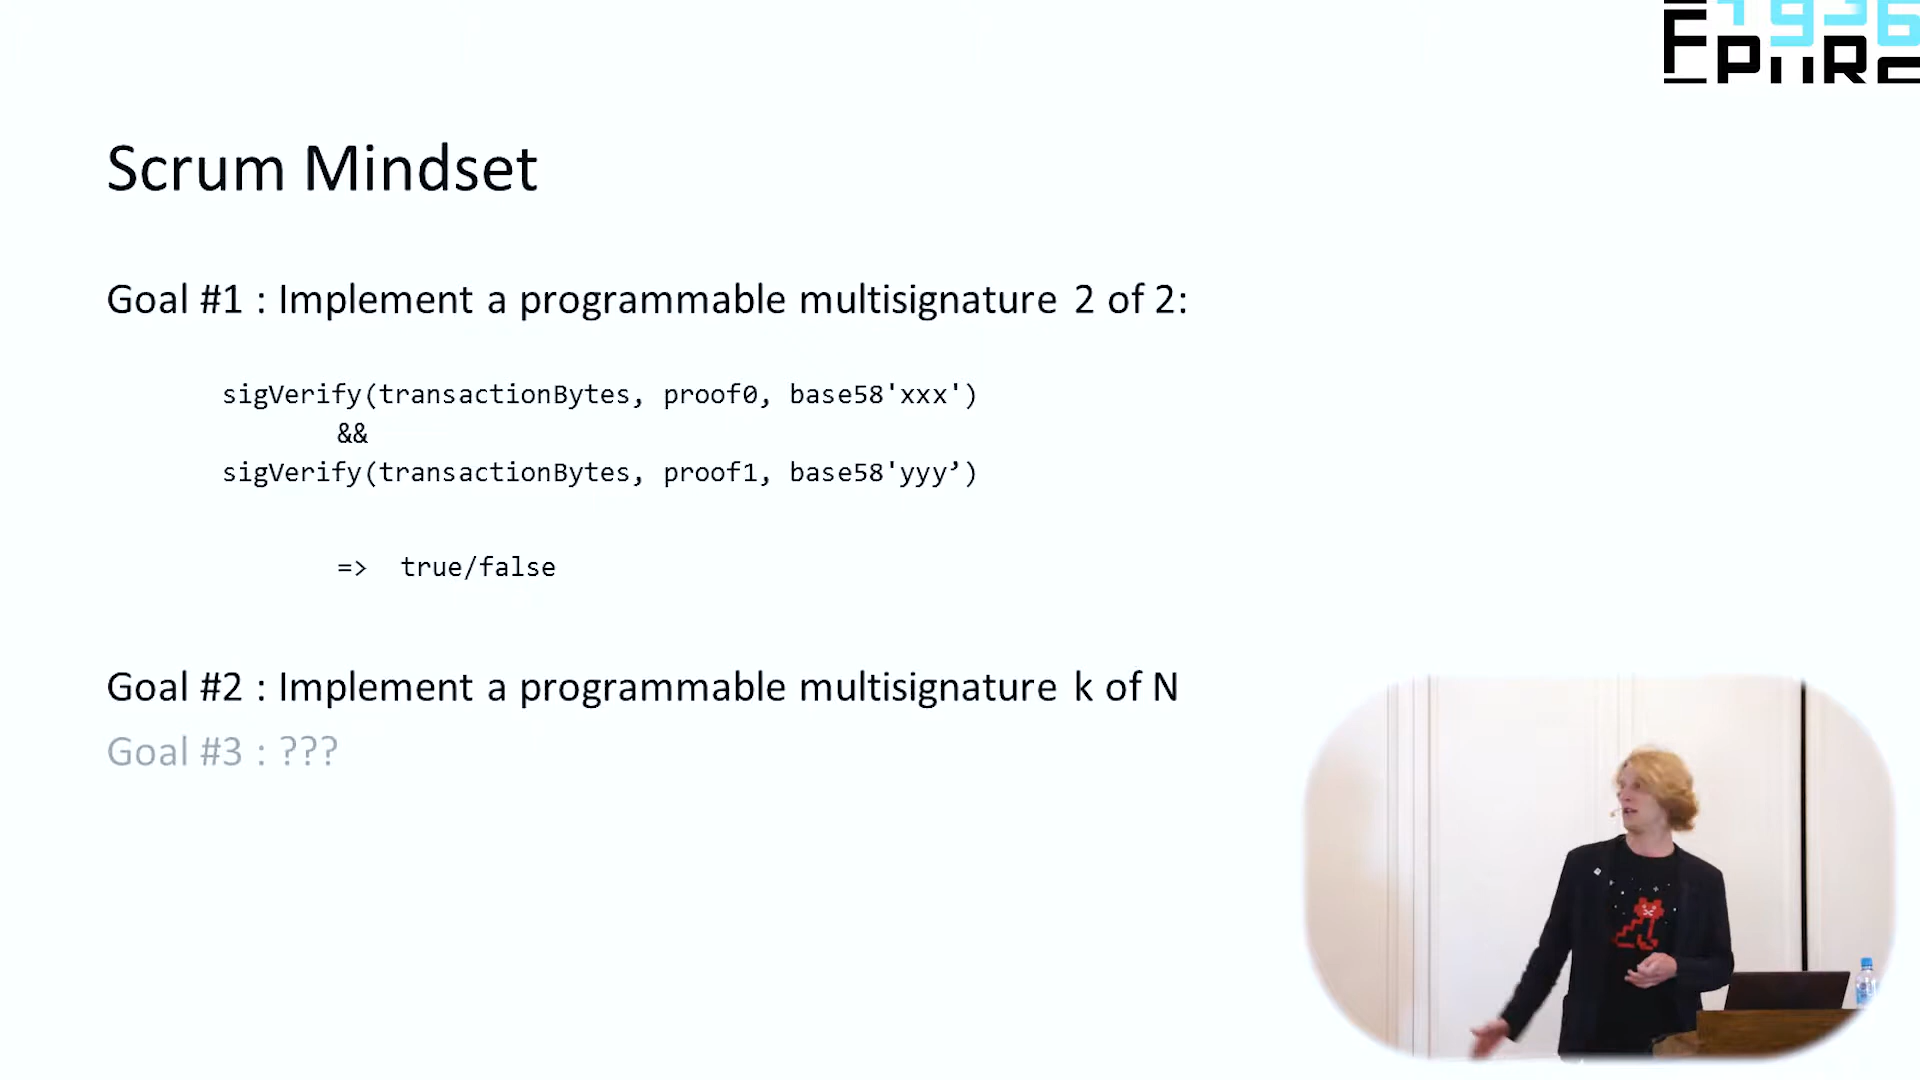 1936
Scrum Mindset
Goal #1 : Implement a programmable multisignature 2 of 2:
sigVerify(transactionBytes, proof0, base58'xxx')
&&
sigVerify(transactionBytes, proof1, base58'yyy’)
=> true/false
Goal #2 : Implement a programmable multisignature k of N
Goal #3 : ???